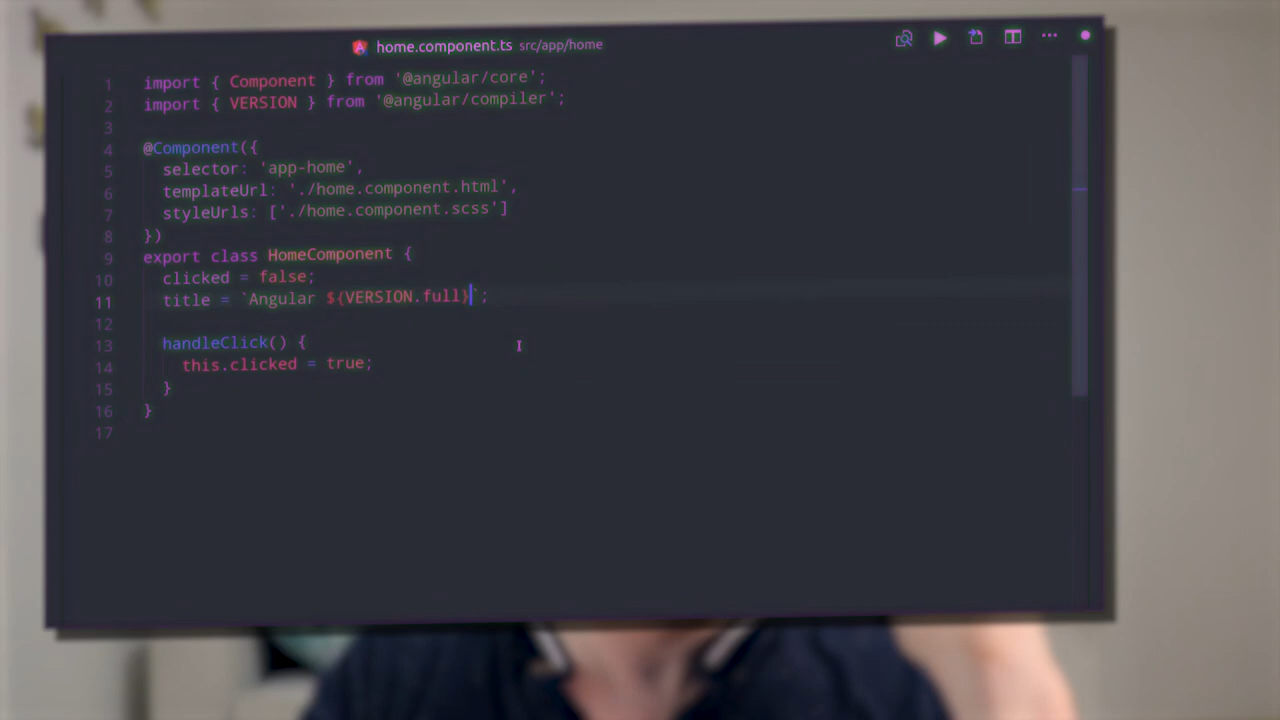 home.component.ts src/app/home
1 import { Component } from '@angular/core';
2 import { VERSION } from '@angular/compiler';
3
4 @Component({
5   selector: 'app-home',
6   templateUrl: './home.component.html',
7   styleUrls: ['./home.component.scss']
8 })
9 export class HomeComponent {
10   clicked = false;
11   title = `Angular ${VERSION.full}`;
12
13   handleClick() {
14     this.clicked = true;
15   }
16 }
17